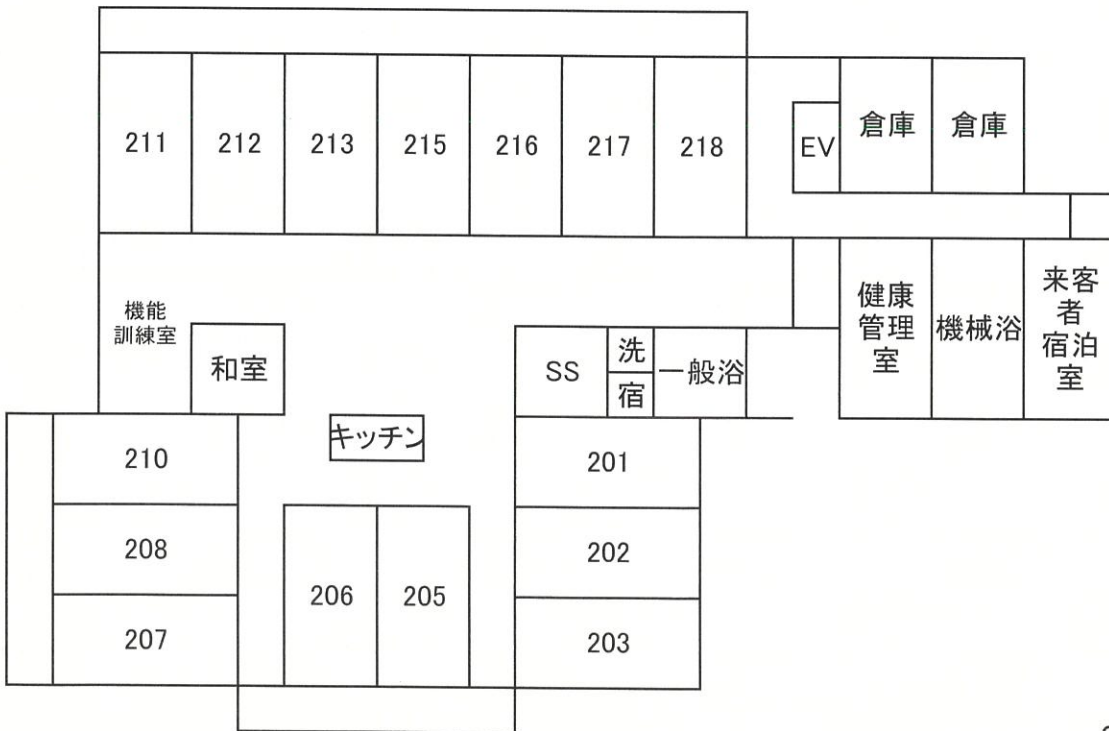 211
212
213
215
216
217
218
EV
倉庫
倉庫
機能
訓練室
和室
SS
洗
宿
一般浴
健康
管理
室
機械浴
来客
者
宿泊
室
キッチン
210
208
207
206
205
201
202
203